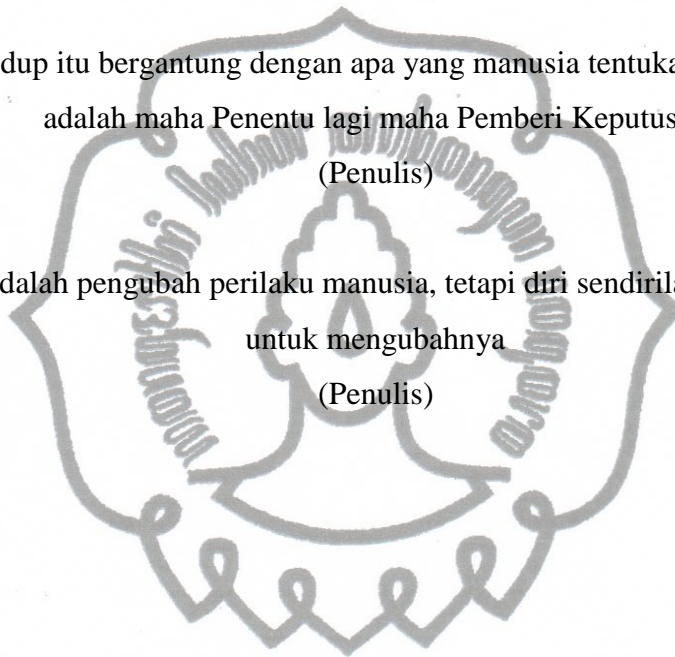 dup itu bergantung dengan apa yang manusia tentuka
adalah maha Penentu lagi maha Pemberi Keputus
(Penulis)
dalah pengubah perilaku manusia, tetapi diri sendirila
untuk mengubahnya
(Penulis)